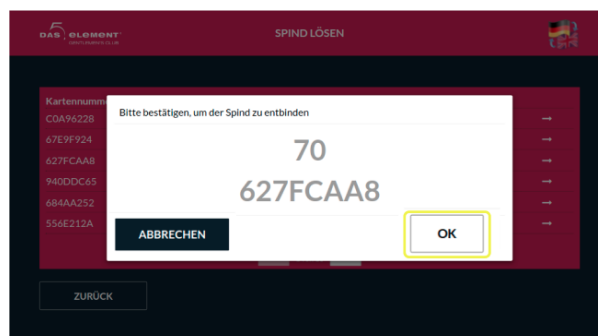 DAS 5 ELEMENT
SPIND LÖSEN
Kartennumme
C0A96228
67E9F924
627FCAA8
940DDC65
684AA252
556E212A
Bitte bestätigen, um der Spind zu entbinden
70
627FCAA8
ABBRECHEN
OK
ZURÜCK